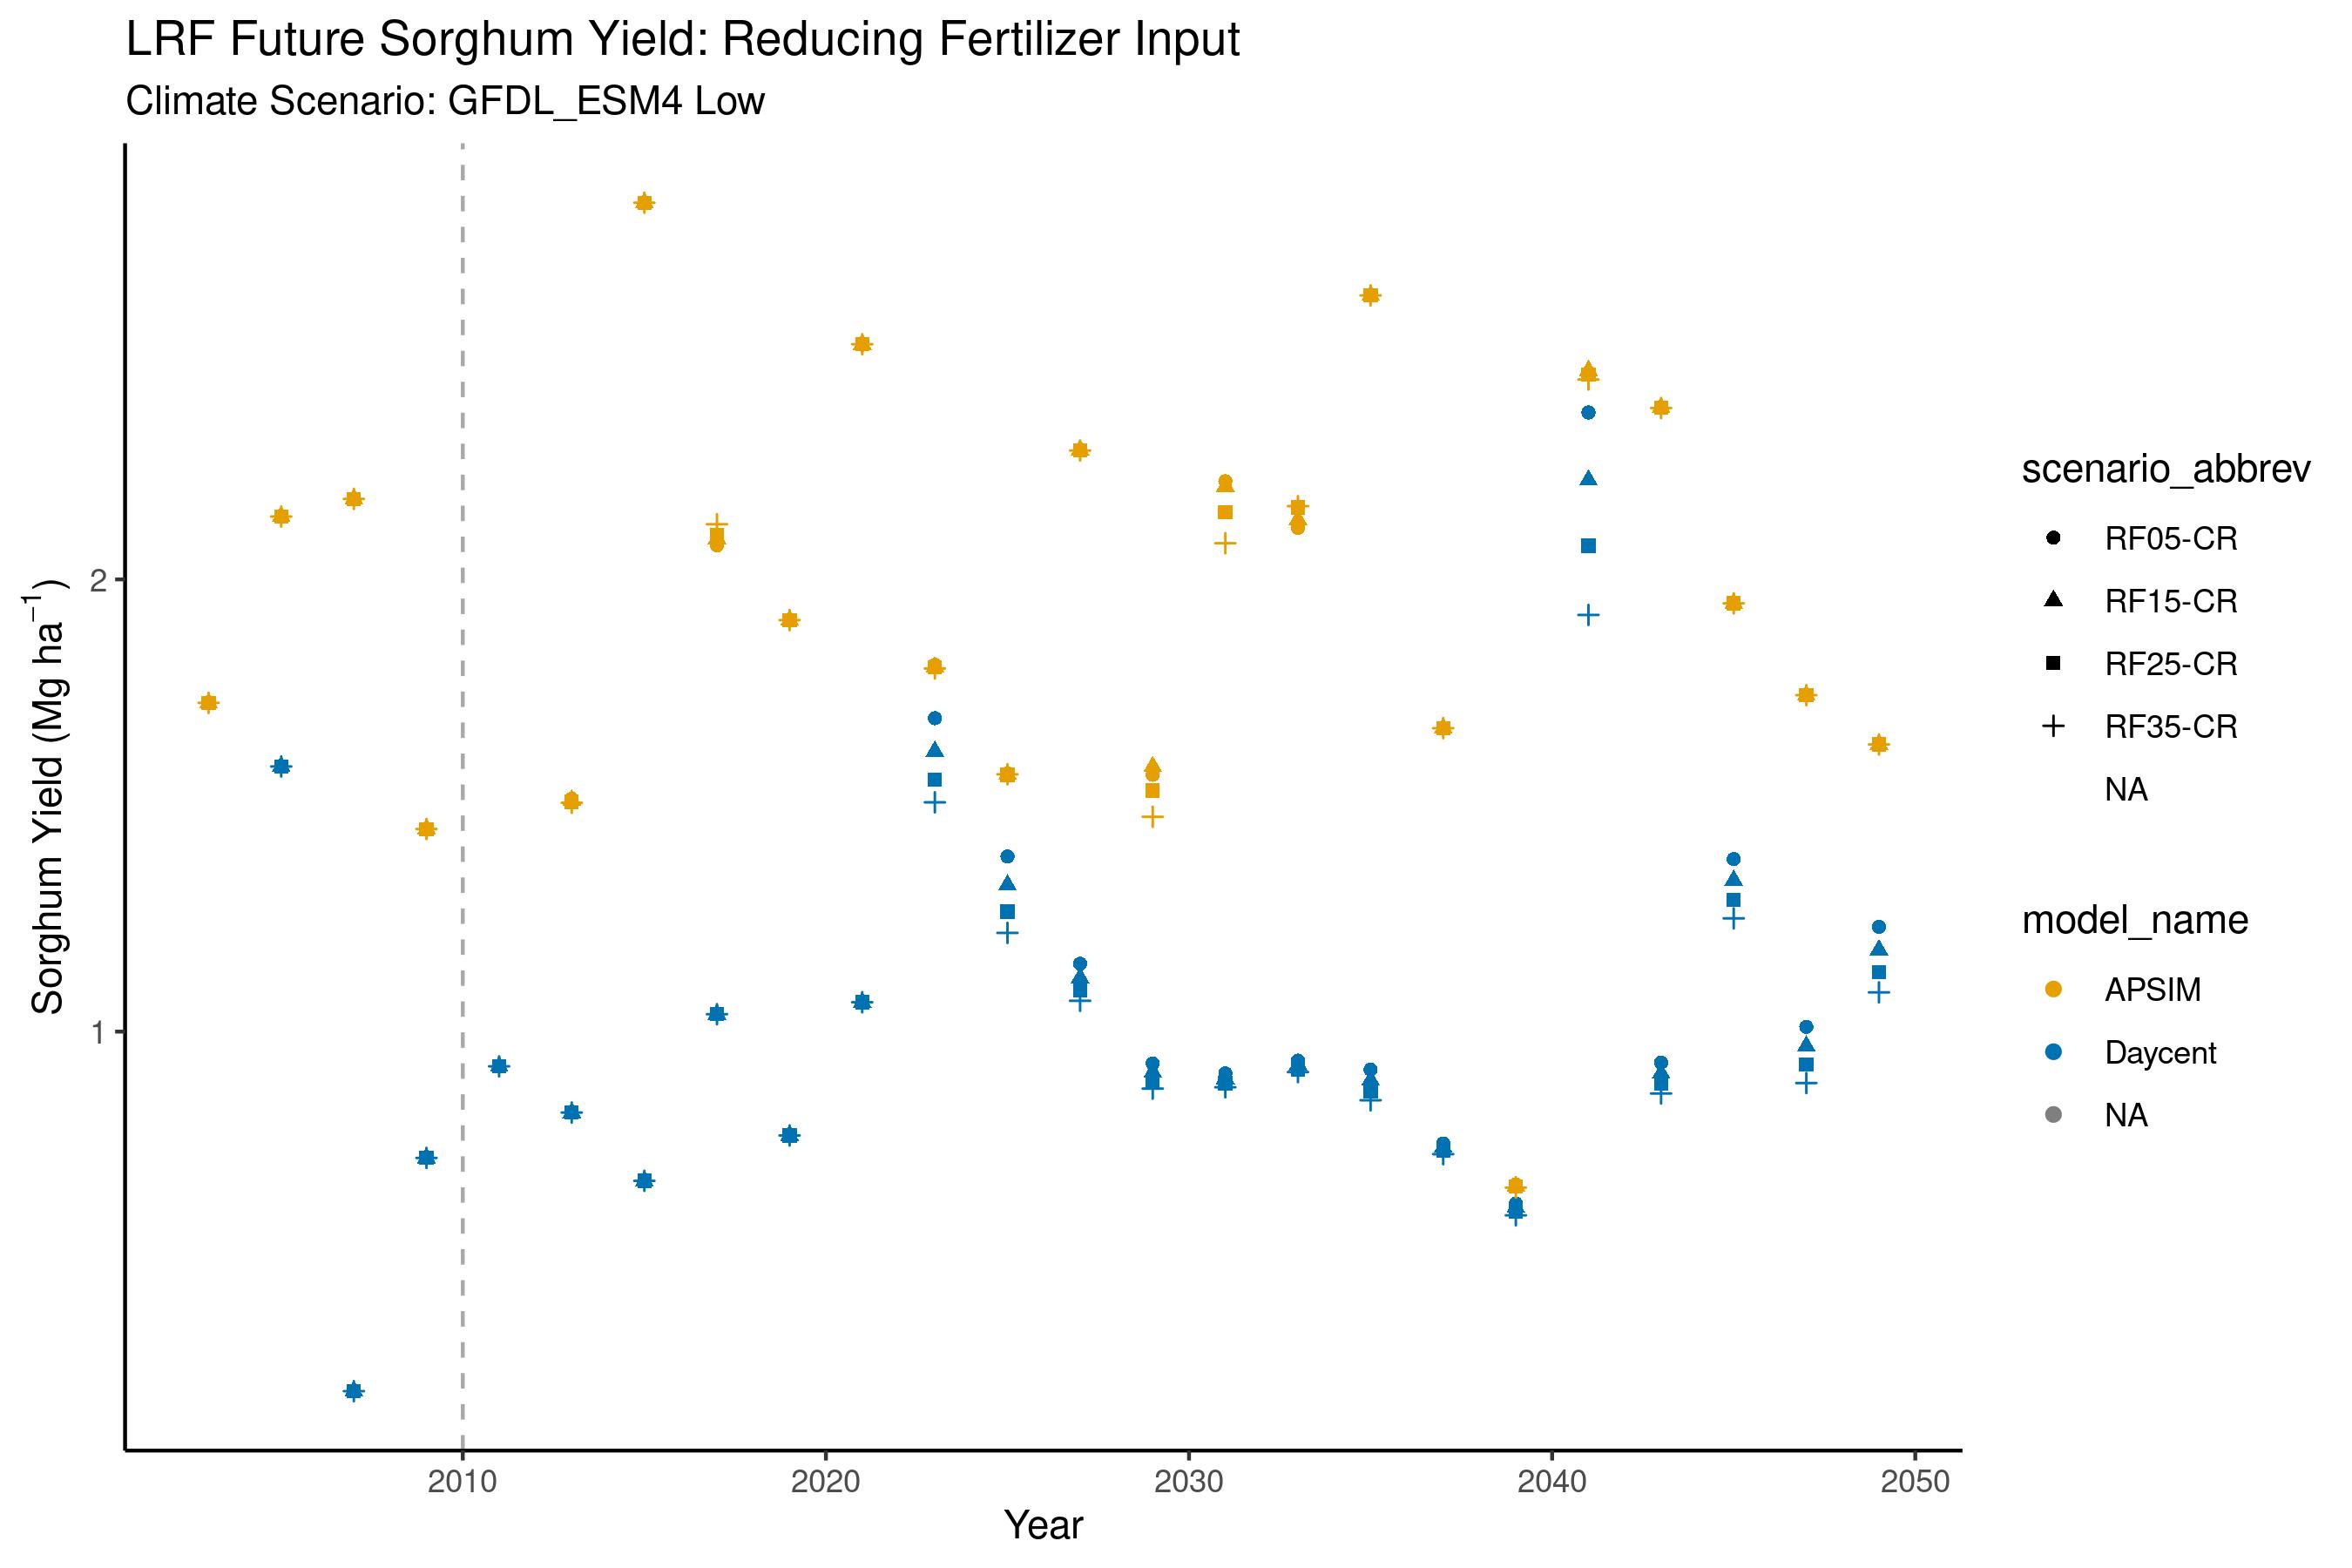 LRF Future Sorghum Yield: Reducing Fertilizer Input
Climate Scenario: GFDL_ESM4 Low
Sorghum Yield (Mg ha⁻¹)
2
1
2010
2020
2030
2040
2050
Year
scenario_abbrev
RF05-CR
RF15-CR
RF25-CR
RF35-CR
NA
model_name
APSIM
Daycent
NA